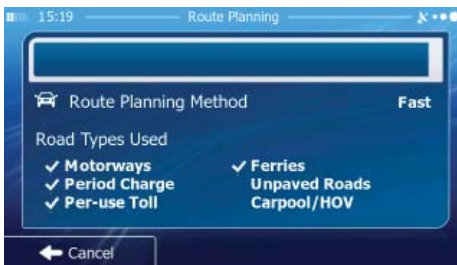 15:19 Route Planning
Route Planning Method Fast
Road Types Used
✓ Motorways ✓ Ferries
✓ Period Charge Unpaved Roads
✓ Per-use Toll Carpool/HOV
Cancel